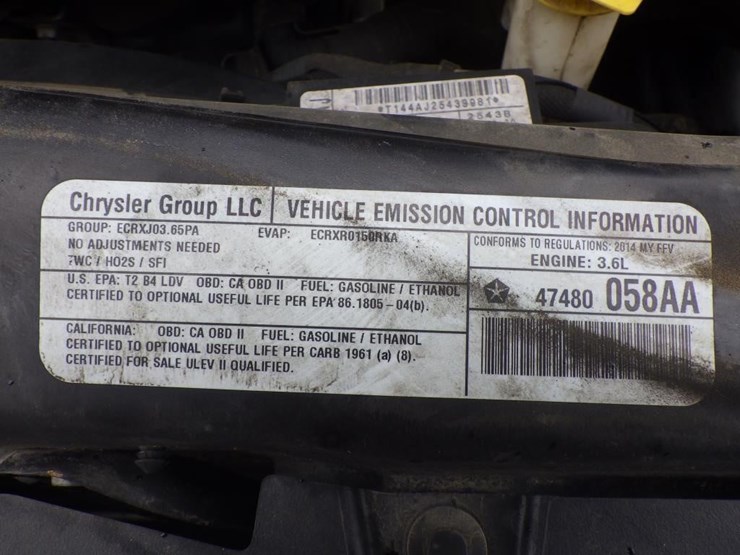 *T144AJ25439981*
25438
Chrysler Group LLC VEHICLE EMISSION CONTROL INFORMATION
GROUP: ECRXJ03.65PA EVAP: ECRXR0150RKA
NO ADJUSTMENTS NEEDED
TWC / HO2S / SFI
U.S. EPA: T2 B4 LDV OBD: CA OBD II FUEL: GASOLINE / ETHANOL
CERTIFIED TO OPTIONAL USEFUL LIFE PER EPA 86.1805-04(b).
CALIFORNIA: OBD: CA OBD II FUEL: GASOLINE / ETHANOL
CERTIFIED TO OPTIONAL USEFUL LIFE PER CARB 1961 (a) (8).
CERTIFIED FOR SALE ULEV II QUALIFIED.
CONFORMS TO REGULATIONS: 2014 MY FFV
ENGINE: 3.6L
47480 058AA